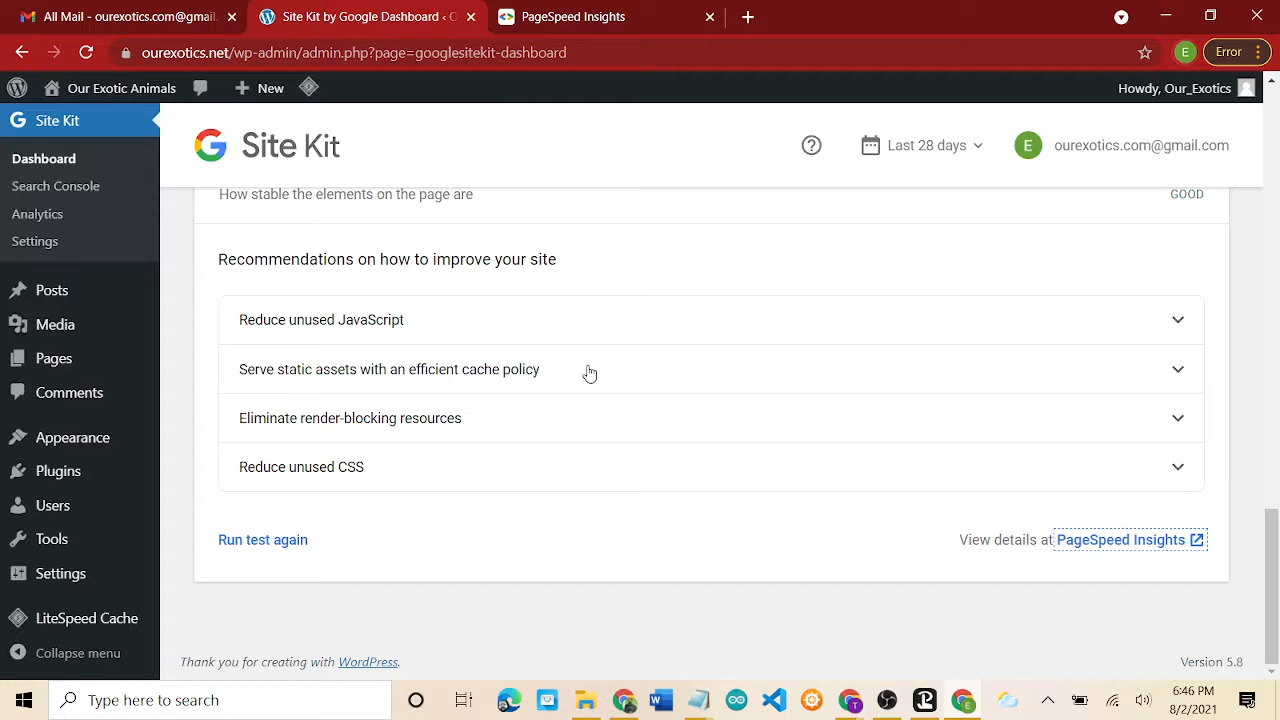 All Mail - ourexotics.com@gmail.
Site Kit by Google Dashboard ‹ O
PageSpeed Insights
ourexotics.net/wp-admin/admin.php?page=googlesitekit-dashboard
E
Error
Our Exotic Animals
New
Howdy, Our_Exotics
Site Kit
Dashboard
Search Console
Analytics
Settings
Posts
Media
Pages
Comments
Appearance
Plugins
Users
Tools
Settings
LiteSpeed Cache
Collapse menu
Site Kit
Last 28 days
E
ourexotics.com@gmail.com
How stable the elements on the page are
GOOD
Recommendations on how to improve your site
Reduce unused JavaScript
Serve static assets with an efficient cache policy
Eliminate render-blocking resources
Reduce unused CSS
Run test again
View details at PageSpeed Insights
Thank you for creating with WordPress.
Version 5.8
Type here to search
6:46 PM
8/2/2021